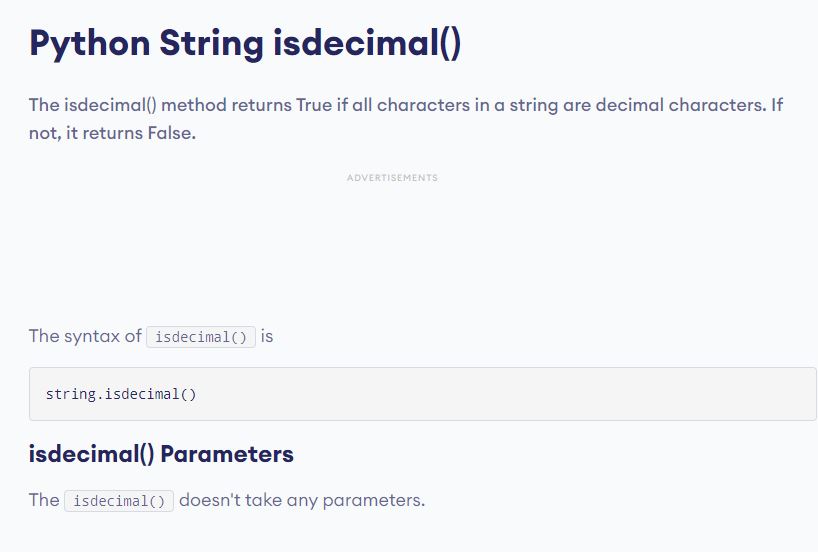 Python String isdecimal()
The isdecimal() method returns True if all characters in a string are decimal characters. If
not, it returns False.
ADVERTISEMENTS
The syntax of isdecimal() is
string.isdecimal()
isdecimal() Parameters
The isdecimal() doesn't take any parameters.